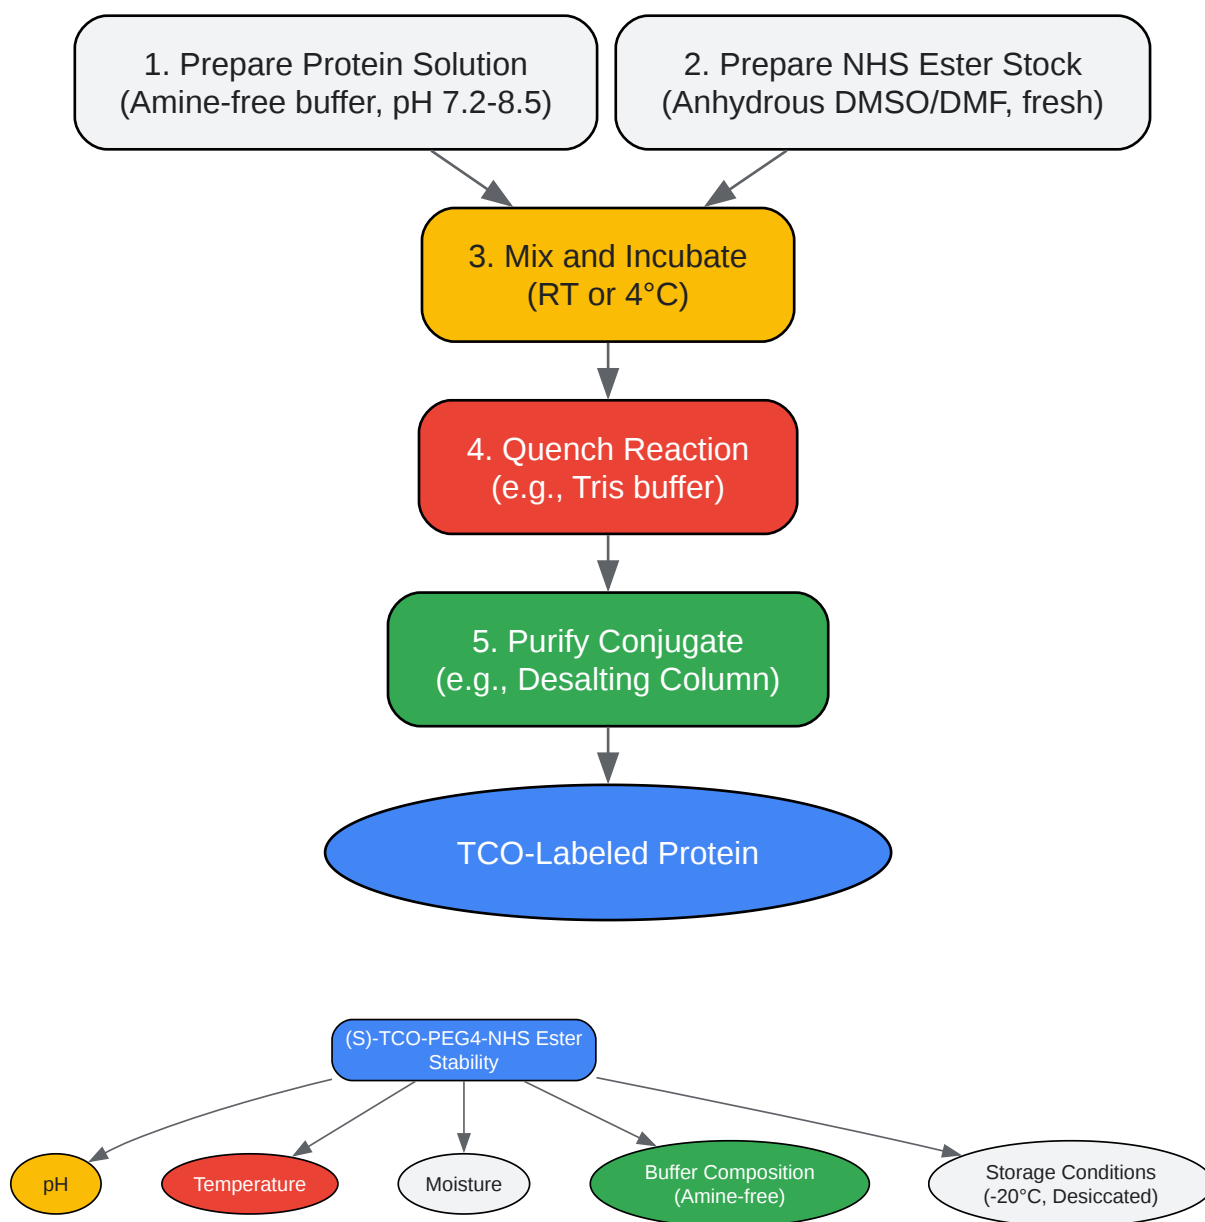 1. Prepare Protein Solution
(Amine-free buffer, pH 7.2-8.5)
2. Prepare NHS Ester Stock
(Anhydrous DMSO/DMF, fresh)
3. Mix and Incubate
(RT or 4°C)
4. Quench Reaction
(e.g., Tris buffer)
5. Purify Conjugate
(e.g., Desalting Column)
TCO-Labeled Protein
(S)-TCO-PEG4-NHS Ester
Stability
pH
Temperature
Moisture
Buffer Composition
(Amine-free)
Storage Conditions
(-20°C, Desiccated)